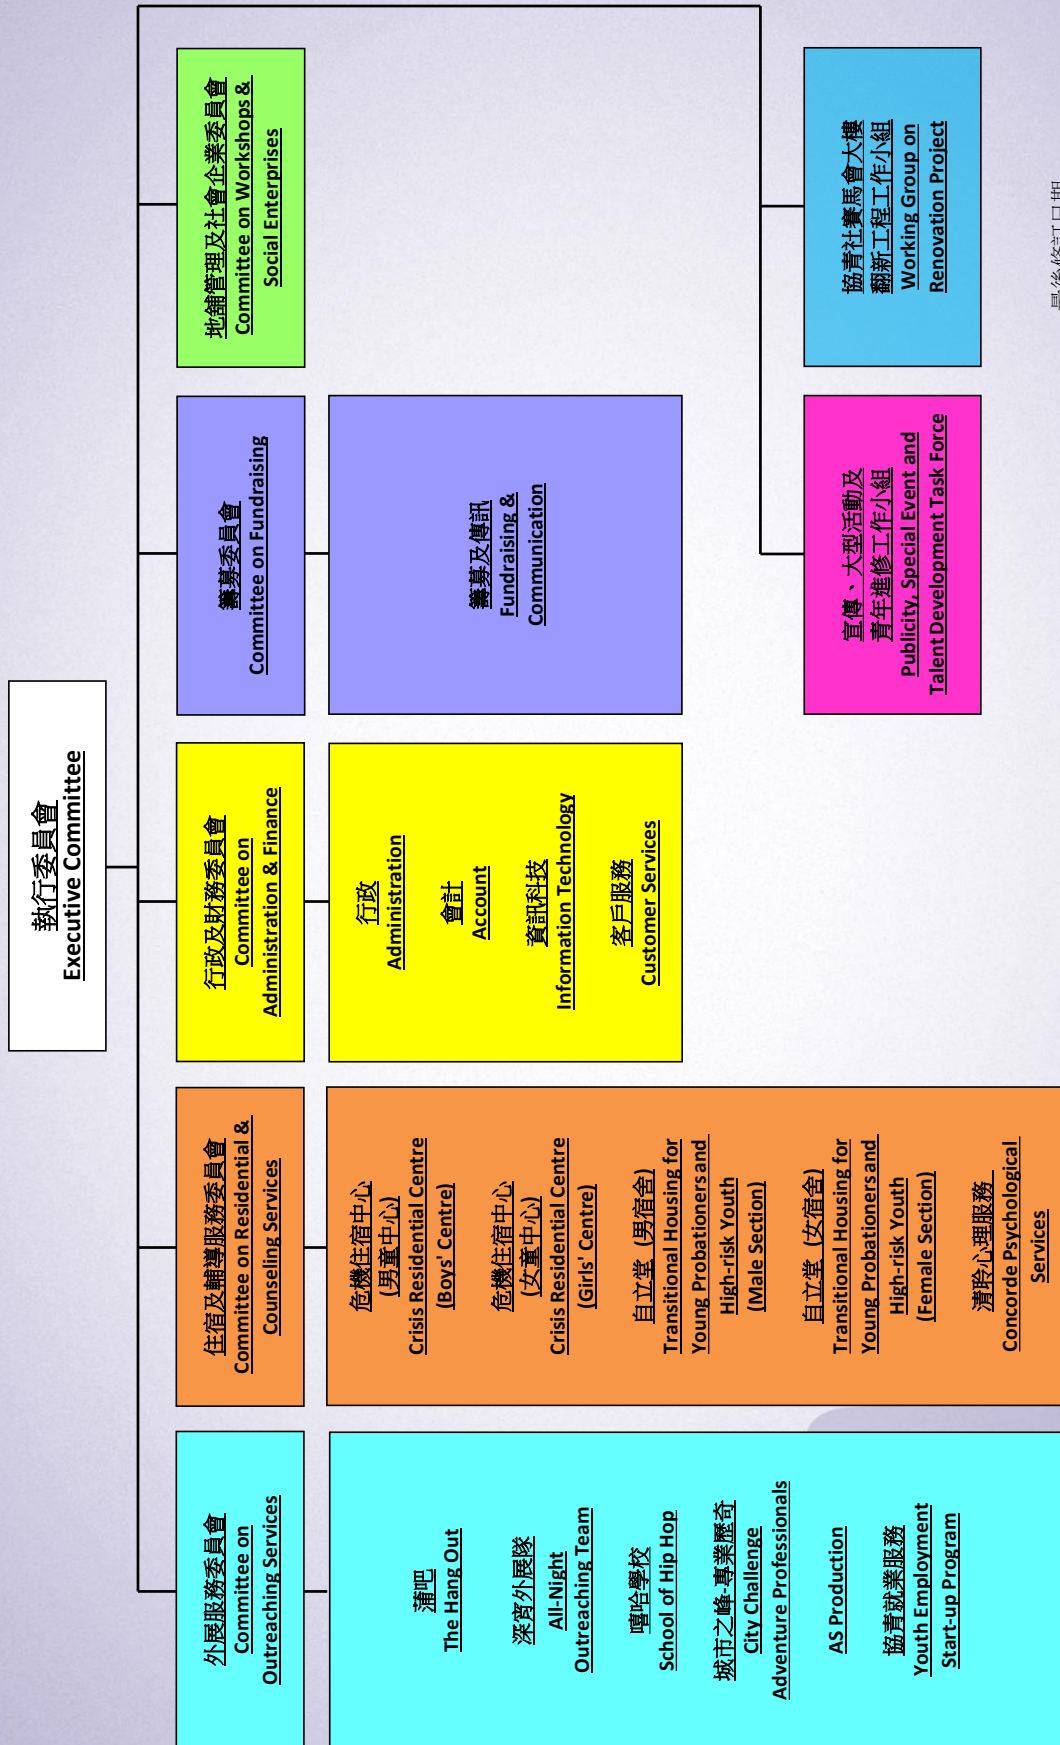 執行委員會
Executive Committee
外展服務委員會
Committee on
Outreaching Services
住宿及輔導服務委員會
Committee on Residential &
Counseling Services
行政及財務委員會
Committee on
Administration & Finance
籌募委員會
Committee on Fundraising
地舖管理及社會企業委員會
Committee on Workshops &
Social Enterprises
蒲吧
The Hang Out
深宵外展隊
All-Night
Outreaching Team
嘻哈學校
School of Hip Hop
城市之峰-專業歷奇
City Challenge
Adventure Professionals
AS Production
協青就業服務
Youth Employment
Start-up Program
危機住宿中心
(男童中心)
Crisis Residential Centre
(Boys' Centre)
危機住宿中心
(女童中心)
Crisis Residential Centre
(Girls' Centre)
自立堂 (男宿舍)
Transitional Housing for
Young Probationers and
High-risk Youth
(Male Section)
自立堂 (女宿舍)
Transitional Housing for
Young Probationers and
High-risk Youth
(Female Section)
清聆心理服務
Concorde Psychological
Services
行政
Administration
會計
Account
資訊科技
Information Technology
客戶服務
Customer Services
籌募及傳訊
Fundraising &
Communication
宣傳、大型活動及
青年進修工作小組
Publicity, Special Event and
Talent Development Task Force
協青社賽馬會大樓
翻新工程工作小組
Working Group on
Renovation Project